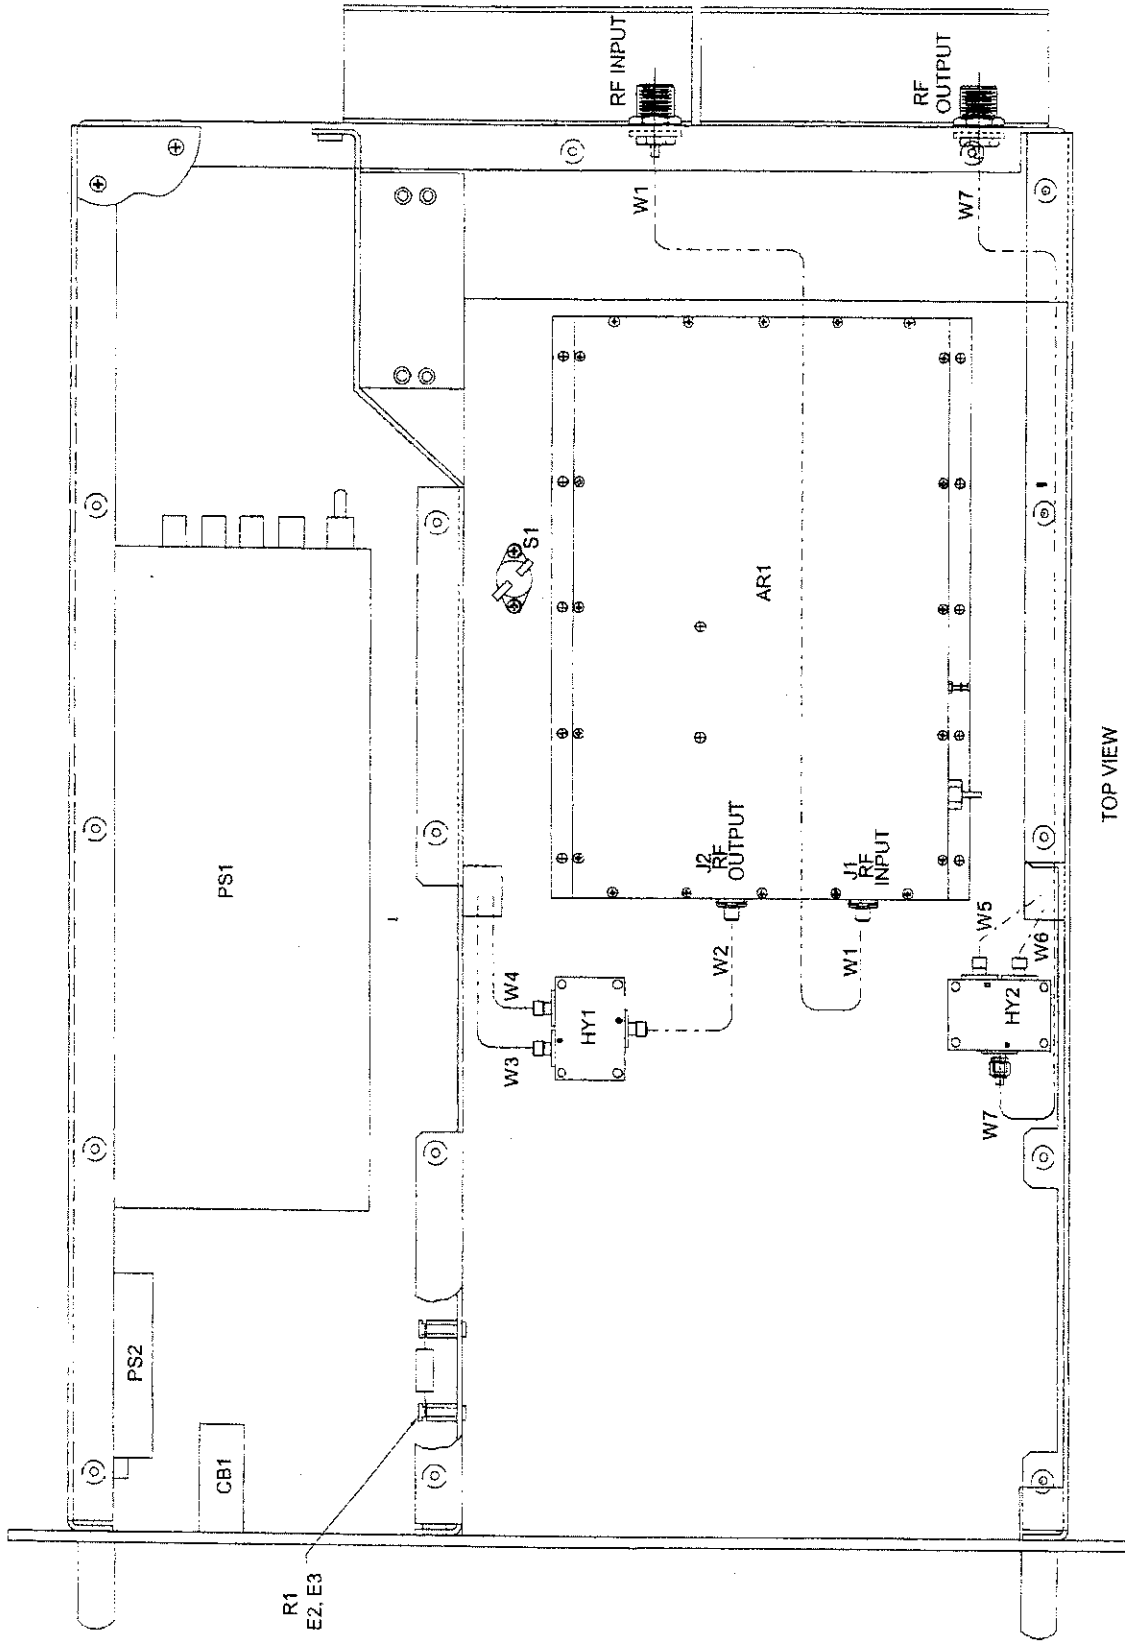 RF INPUT
RF
OUTPUT
W1
W7
S1
AR1
PS1
J2
RF
OUTPUT
J1
RF
INPUT
W5
W6
W4
W3
W2
W1
HY1
HY2
W7
PS2
CB1
R1
E2, E3
TOP VIEW